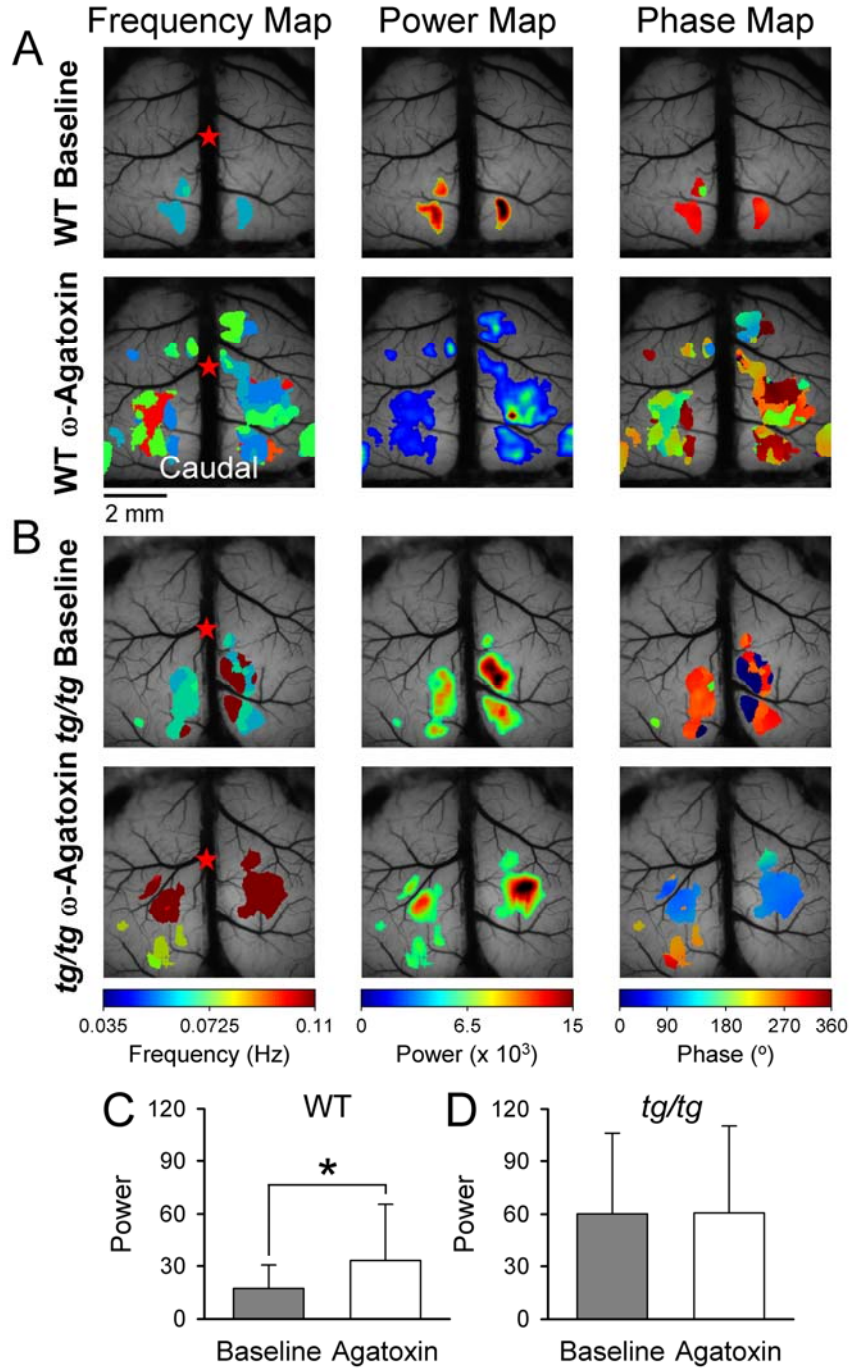 Frequency Map Power Map Phase Map
A
WT Baseline
WT ω-Agatoxin
Caudal
2 mm
B
tg/tg Baseline
tg/tg ω-Agatoxin
0.035 0.0725 0.11 0 6.5 15 0 90 180 270 360
Frequency (Hz) Power (x 10³) Phase (º)
C WT D tg/tg
120 120
90 90
* 
60 60
30 30
0 0
Power Power
Baseline Agatoxin Baseline Agatoxin